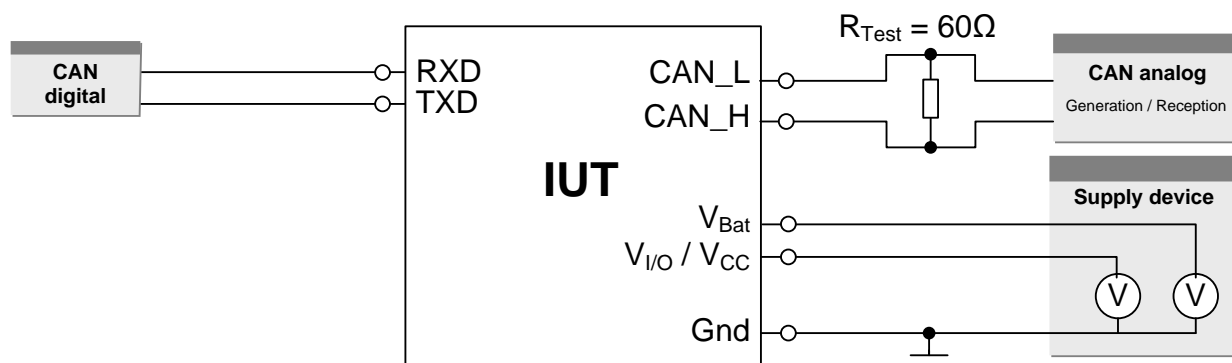 R_Test = 60Ω
CAN digital
RXD
TXD
CAN_L
CAN_H
CAN analog
Generation / Reception
IUT
Supply device
V_Bat
V_I/O / V_CC
V
V
Gnd